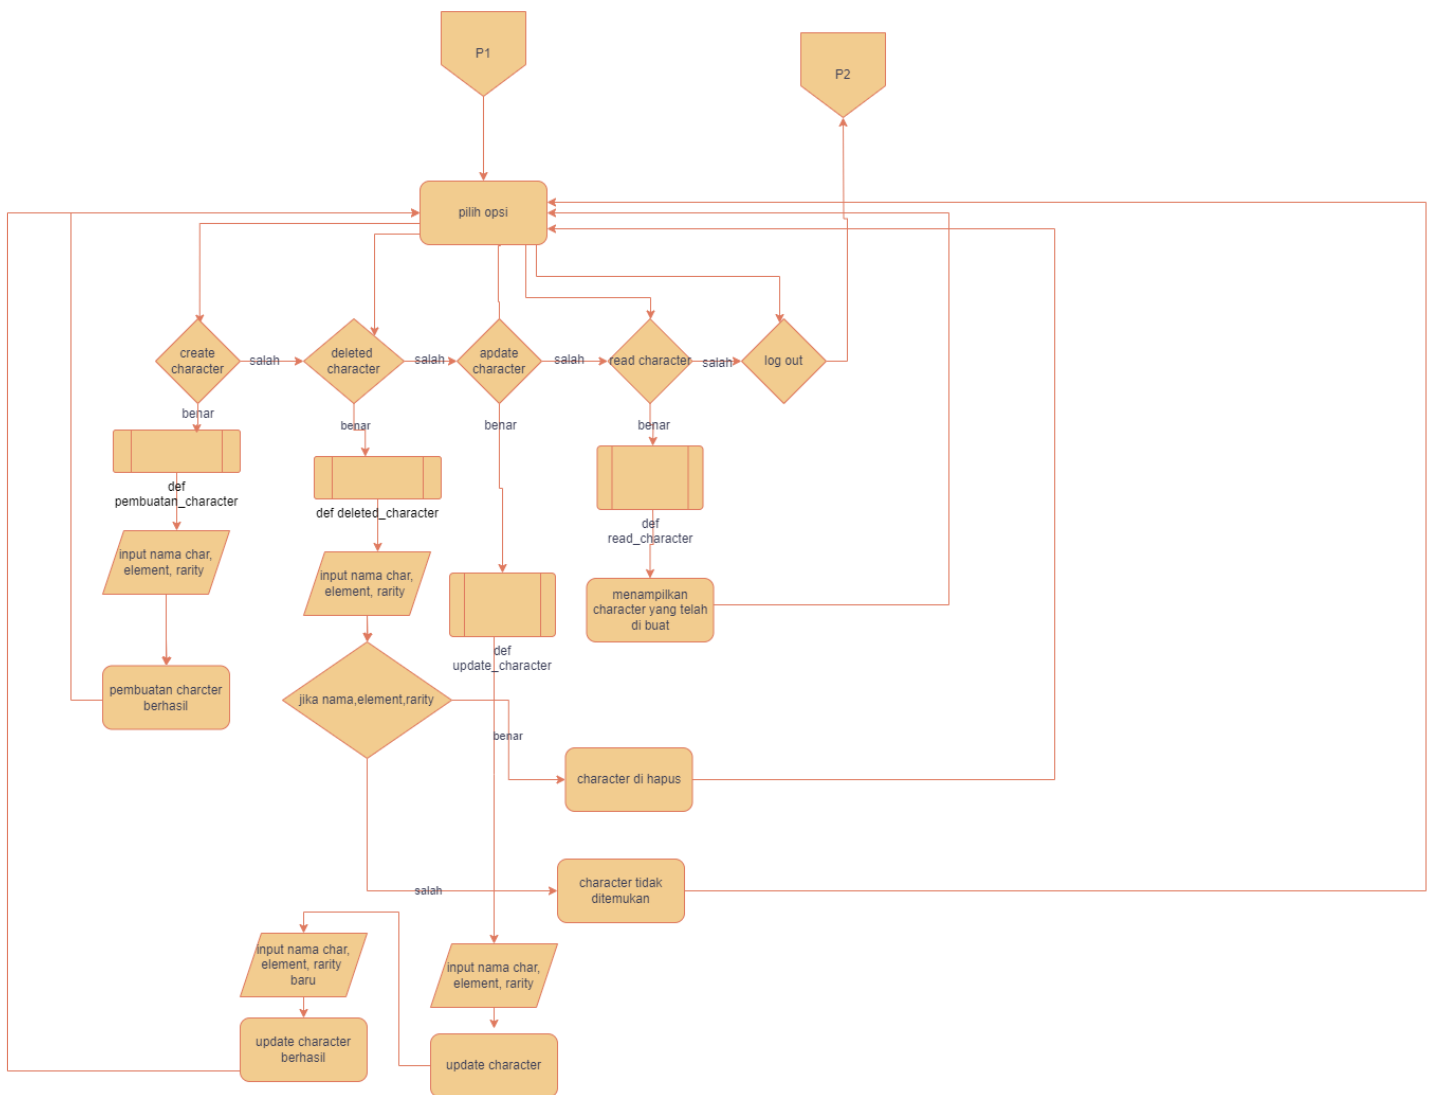 P1
P2
pilih opsi
create
character
salah
deleted
character
salah
apdate
character
salah
read character
salah
log out
benar
benar
benar
benar
def
pembuatan_character
def deleted_character
def
read_character
input nama char,
element, rarity
input nama char,
element, rarity
menampilkan
character yang telah
di buat
def
update_character
pembuatan charcter
berhasil
jika nama,element,rarity
benar
character di hapus
salah
character tidak
ditemukan
input nama char,
element, rarity
baru
input nama char,
element, rarity
update character
berhasil
update character